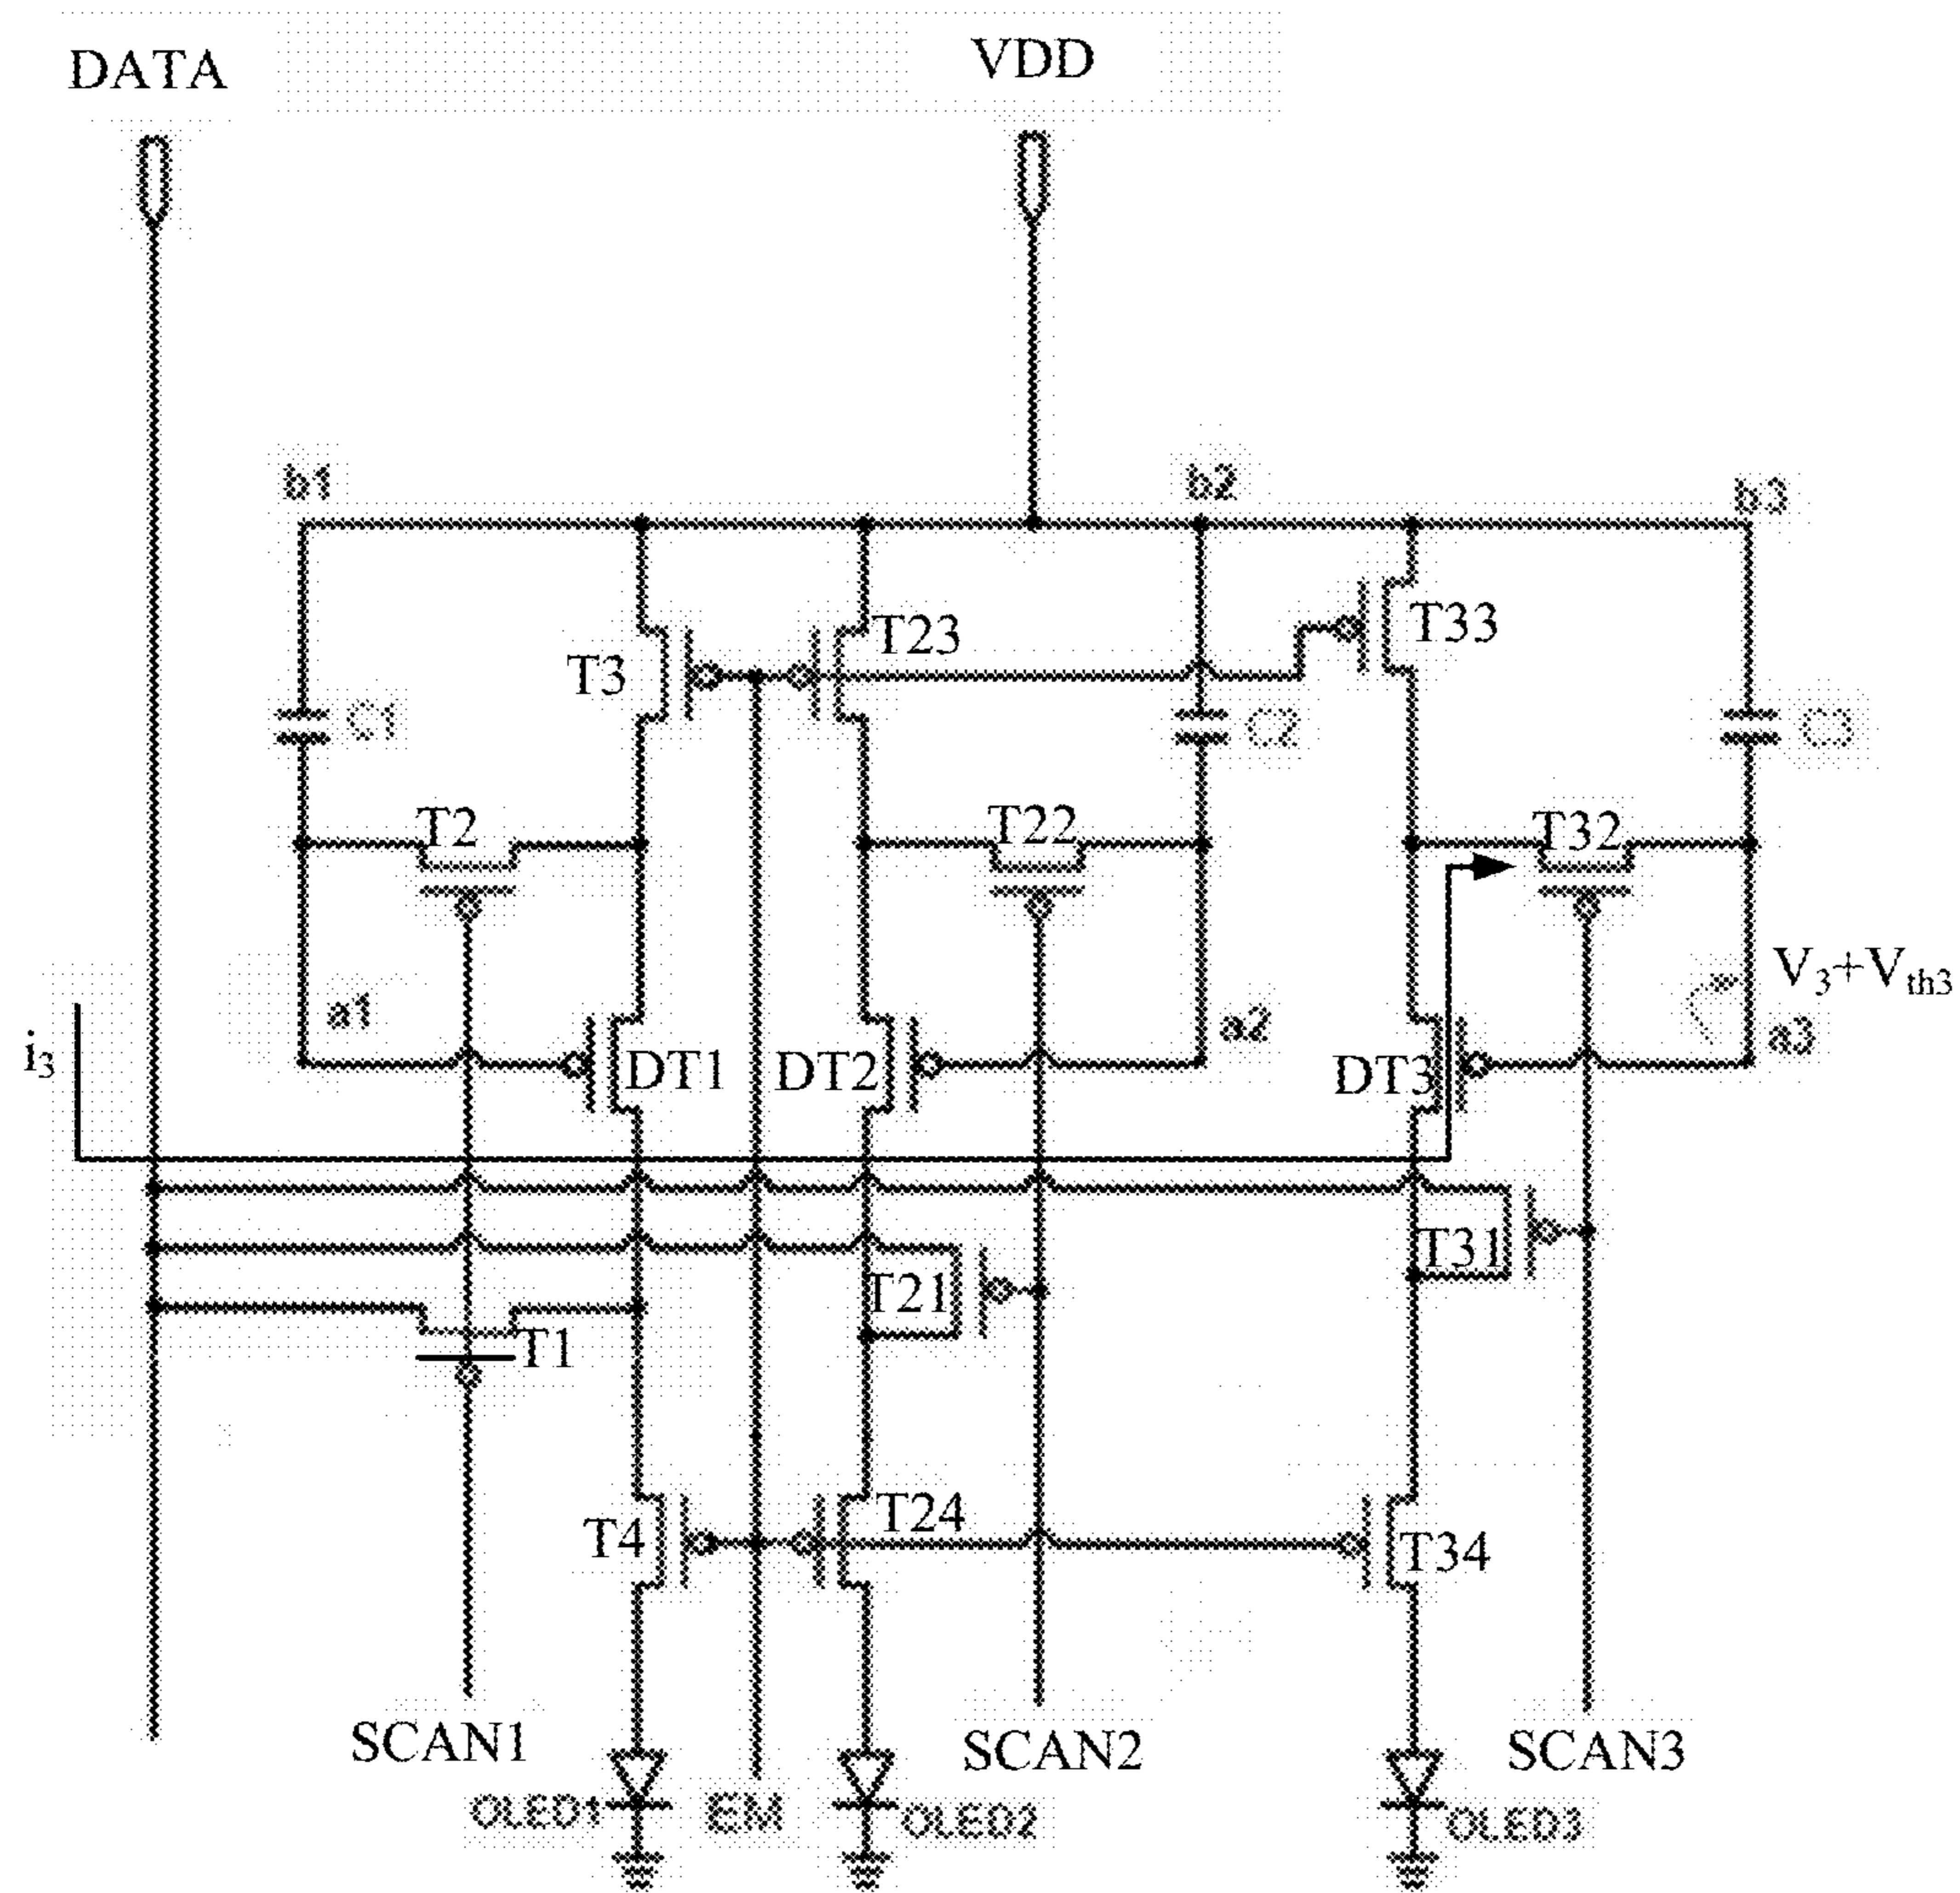 DATA
VDD
b1
b2
b3
T3
T23
T33
C1
C2
C3
T2
T22
T32
V3+Vth3
a1
a2
a3
i3
DT1
DT2
DT3
T21
T31
T1
T4
T24
T34
SCAN1
SCAN2
SCAN3
OLED1
EM
OLED2
OLED3